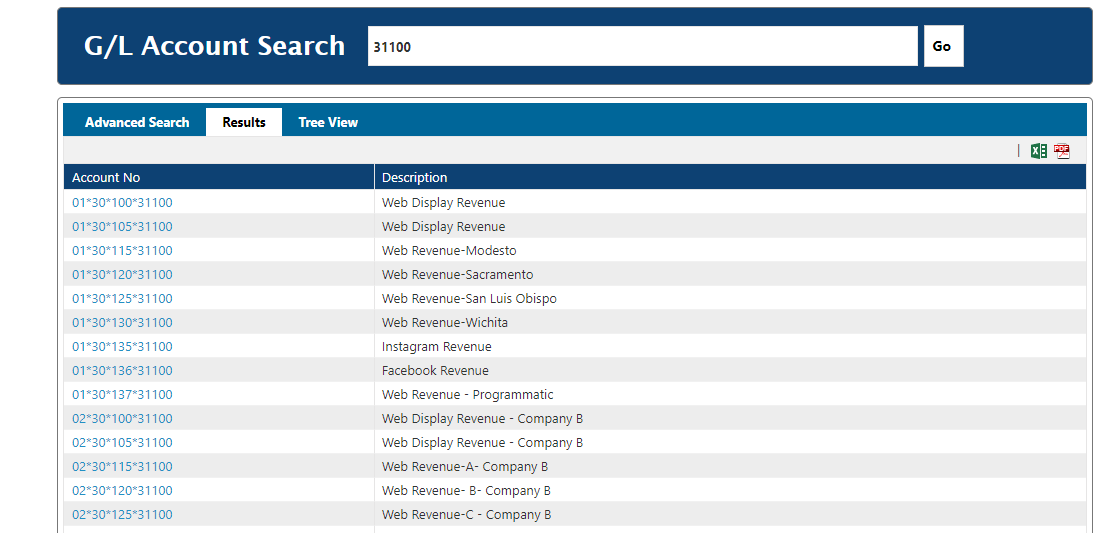 G/L Account Search 31100 Go
Advanced Search Results Tree View
Account No Description
01*30*100*31100 Web Display Revenue
01*30*105*31100 Web Display Revenue
01*30*115*31100 Web Revenue-Modesto
01*30*120*31100 Web Revenue-Sacramento
01*30*125*31100 Web Revenue-San Luis Obispo
01*30*130*31100 Web Revenue-Wichita
01*30*135*31100 Instagram Revenue
01*30*136*31100 Facebook Revenue
01*30*137*31100 Web Revenue - Programmatic
02*30*100*31100 Web Display Revenue - Company B
02*30*105*31100 Web Display Revenue - Company B
02*30*115*31100 Web Revenue-A- Company B
02*30*120*31100 Web Revenue- B- Company B
02*30*125*31100 Web Revenue-C - Company B